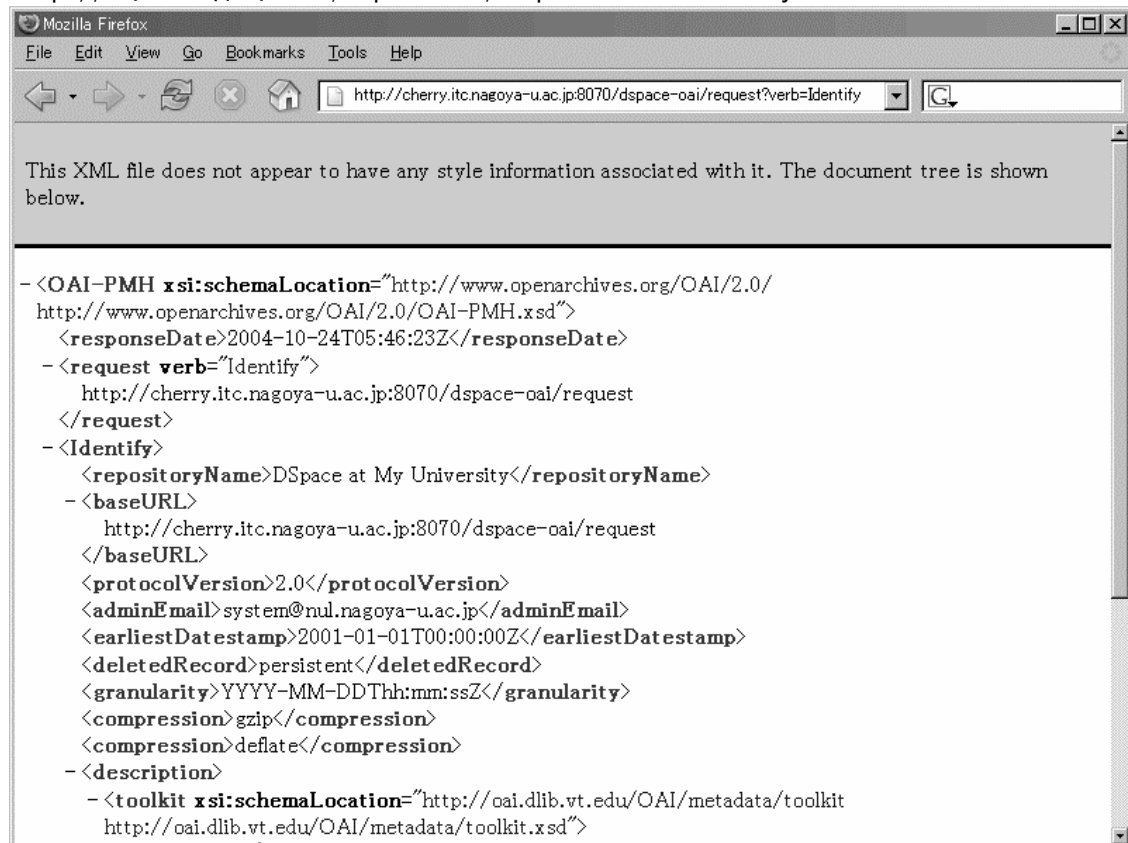 Mozilla Firefox
File Edit View Go Bookmarks Tools Help
http://cherry.itc.nagoya-u.ac.jp:8070/dspace-oai/request?verb=Identify
G
This XML file does not appear to have any style information associated with it. The document tree is shown
below.
- <OAI-PMH xsi:schemaLocation="http://www.openarchives.org/OAI/2.0/
http://www.openarchives.org/OAI/2.0/OAI-PMH.xsd">
<responseDate>2004-10-24T05:46:23Z</responseDate>
- <request verb="Identify">
http://cherry.itc.nagoya-u.ac.jp:8070/dspace-oai/request
</request>
- <Identify>
<repositoryName>DSpace at My University</repositoryName>
- <baseURL>
http://cherry.itc.nagoya-u.ac.jp:8070/dspace-oai/request
</baseURL>
<protocolVersion>2.0</protocolVersion>
<adminEmail>system@nul.nagoya-u.ac.jp</adminEmail>
<earliestDatestamp>2001-01-01T00:00:00Z</earliestDatestamp>
<deletedRecord>persistent</deletedRecord>
<granularity>YYYY-MM-DDThh:mm:ssZ</granularity>
<compression>gzip</compression>
<compression>deflate</compression>
- <description>
- <toolkit xsi:schemaLocation="http://oai.dlib.vt.edu/OAI/metadata/toolkit
http://oai.dlib.vt.edu/OAI/metadata/toolkit.xsd">